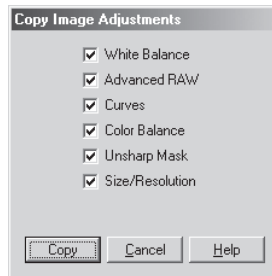 Copy Image Adjustments
White Balance
Advanced RAW
Curves
Color Balance
Unsharp Mask
Size/Resolution
Copy Cancel Help